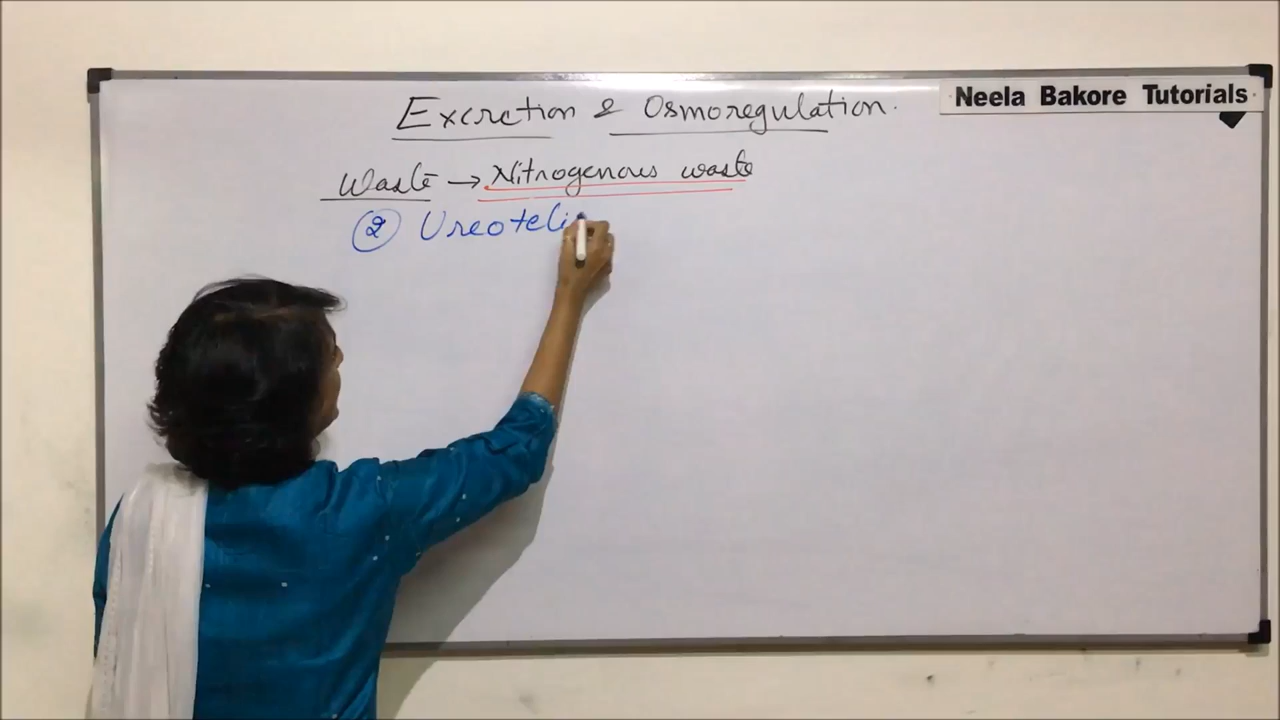 Neela Bakore Tutorials
Excretion & Osmoregulation.
Waste → Nitrogenous waste
② Ureoteli